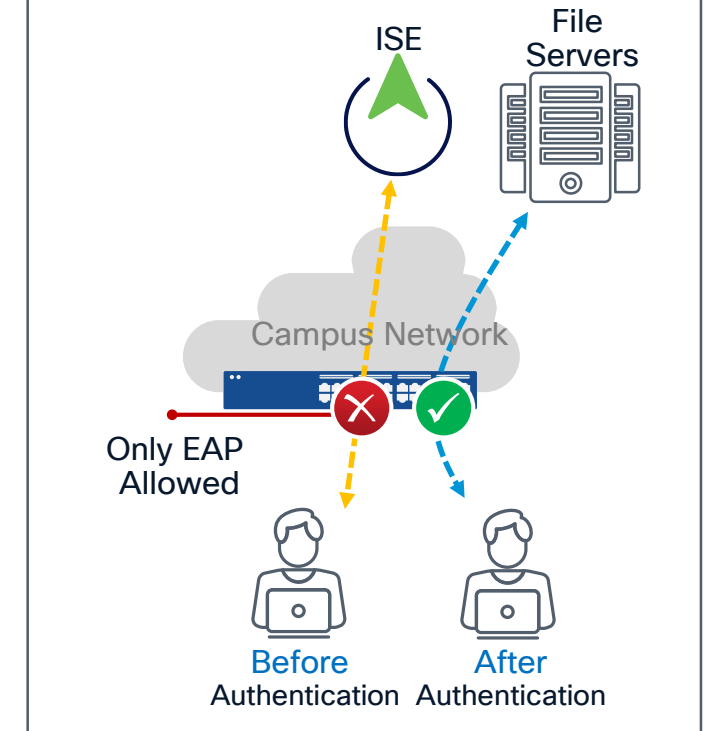 ISE
File
Servers
Campus Network
Only EAP
Allowed
Before
Authentication
After
Authentication